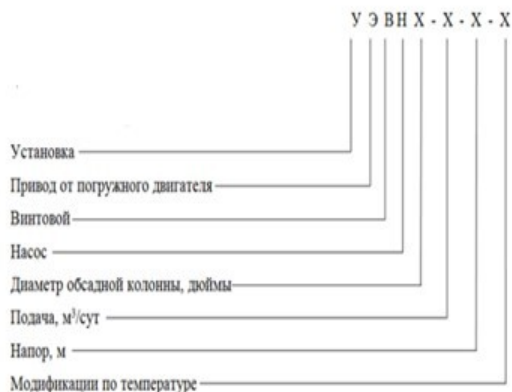 У Э В Н Х - Х - Х - Х
Установка
Привод от погружного двигателя
Винтовой
Насос
Диаметр обсадной колонны, дюймы
Подача, м³/сут
Напор, м
Модификации по температуре